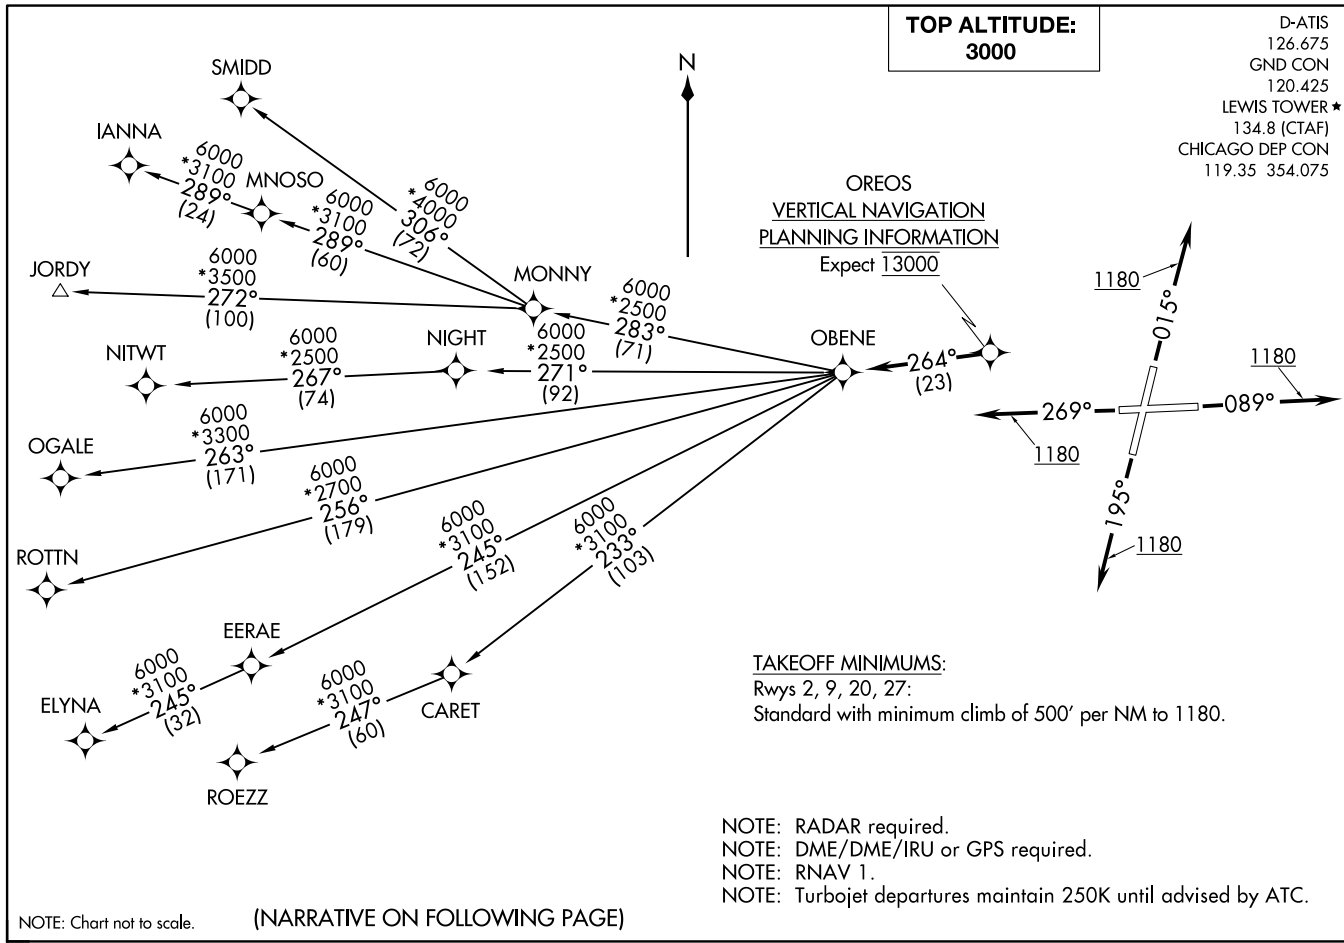 TOP ALTITUDE:
3000
D-ATIS
126.675
GND CON
120.425
LEWIS TOWER ★
134.8 (CTAF)
CHICAGO DEP CON
119.35 354.075
N
SMIDD
IANNA
6000
*3100
289°
(24)
MNOSO
6000
*3100
289°
(60)
6000
*4000
306°
(72)
JORDY
6000
*3500
272°
(100)
MONNY
6000
*2500
283°
(71)
OREOS
VERTICAL NAVIGATION
PLANNING INFORMATION
Expect 13000
OBENE
264°
(23)
NITWT
6000
*2500
267°
(74)
NIGHT
6000
*2500
271°
(92)
OGALE
6000
*3300
263°
(171)
ROTTN
6000
*2700
256°
(179)
6000
*3100
245°
(152)
6000
*3100
233°
(103)
EERAE
ELYNA
6000
*3100
245°
(32)
CARET
6000
*3100
247°
(60)
ROEZZ
1180
015°
1180
089°
269°
1180
195°
1180
TAKEOFF MINIMUMS:
Rwys 2, 9, 20, 27:
Standard with minimum climb of 500' per NM to 1180.
NOTE: RADAR required.
NOTE: DME/DME/IRU or GPS required.
NOTE: RNAV 1.
NOTE: Turbojet departures maintain 250K until advised by ATC.
NOTE: Chart not to scale.
(NARRATIVE ON FOLLOWING PAGE)